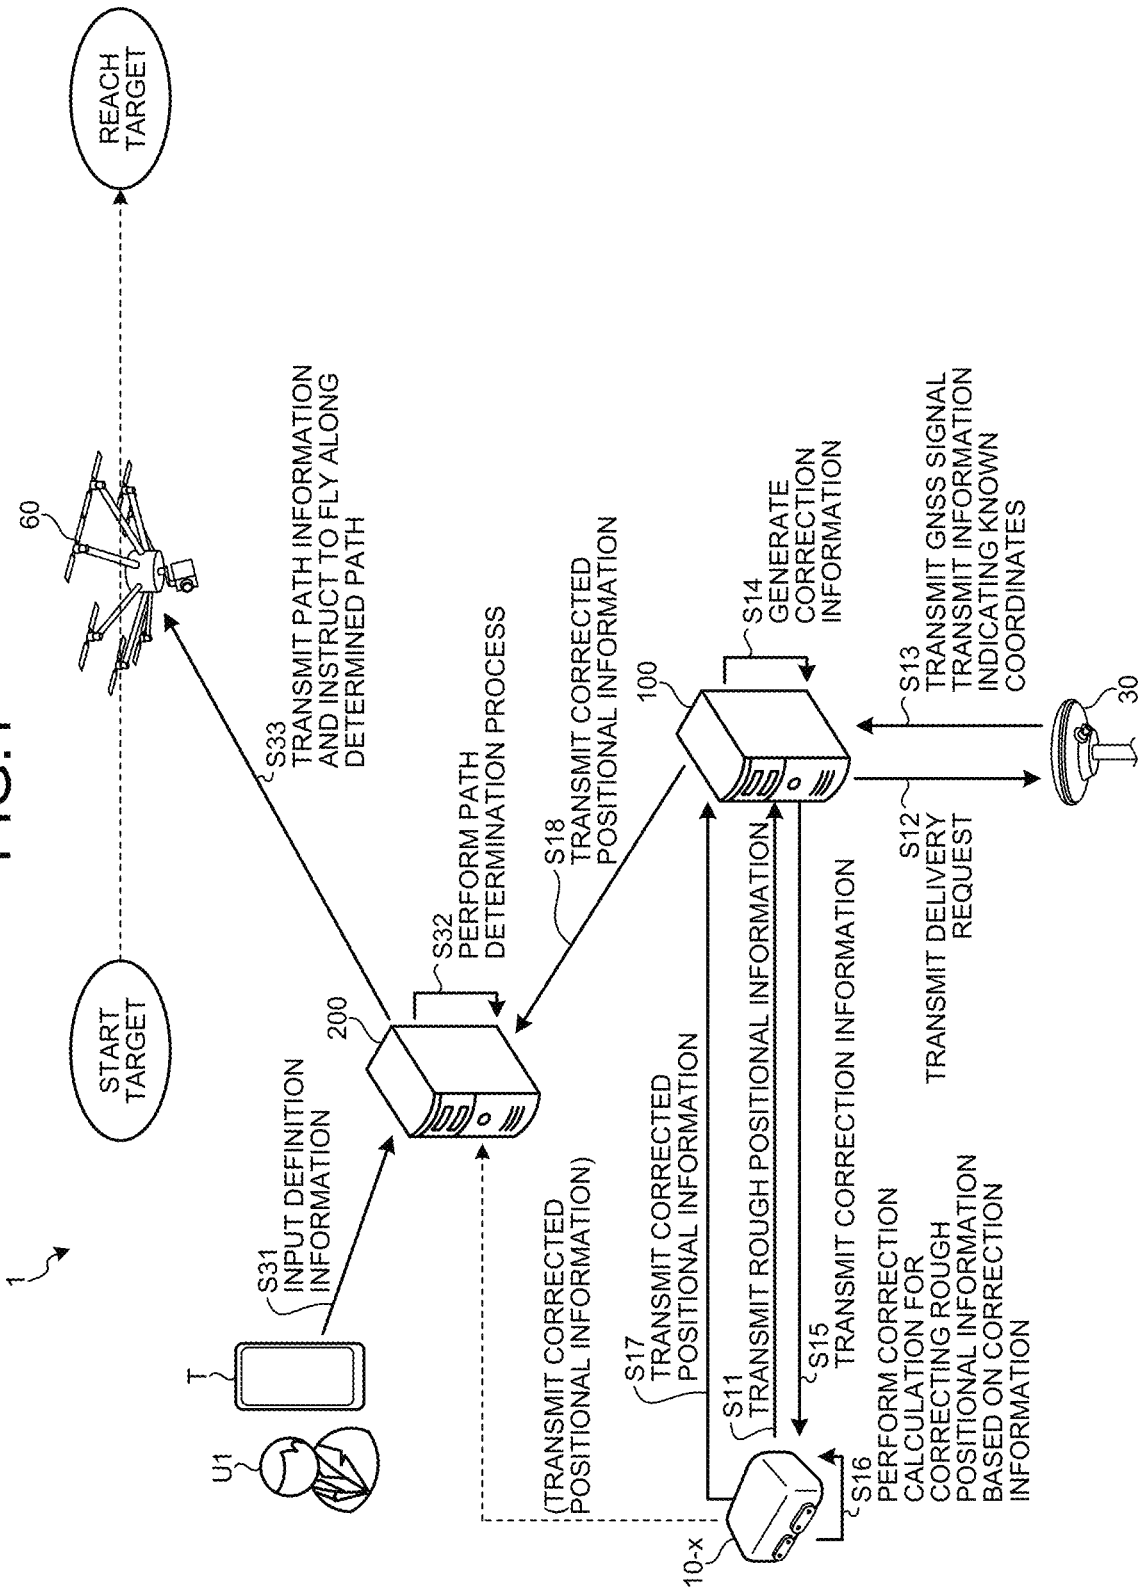 FIG.1
1
60
START
TARGET
REACH
TARGET
U1
T
S31
INPUT DEFINITION
INFORMATION
200
S33
TRANSMIT PATH INFORMATION
AND INSTRUCT TO FLY ALONG
DETERMINED PATH
S32
PERFORM PATH
DETERMINATION PROCESS
(TRANSMIT CORRECTED
POSITIONAL INFORMATION)
S18
TRANSMIT CORRECTED
POSITIONAL INFORMATION
S17
TRANSMIT CORRECTED
POSITIONAL INFORMATION
100
10-x
S11
TRANSMIT ROUGH POSITIONAL INFORMATION
S14
GENERATE
CORRECTION
INFORMATION
S15
TRANSMIT CORRECTION INFORMATION
S16
PERFORM CORRECTION
CALCULATION FOR
CORRECTING ROUGH
POSITIONAL INFORMATION
BASED ON CORRECTION
INFORMATION
S12
TRANSMIT DELIVERY
REQUEST
S13
TRANSMIT GNSS SIGNAL
TRANSMIT INFORMATION
INDICATING KNOWN
COORDINATES
30